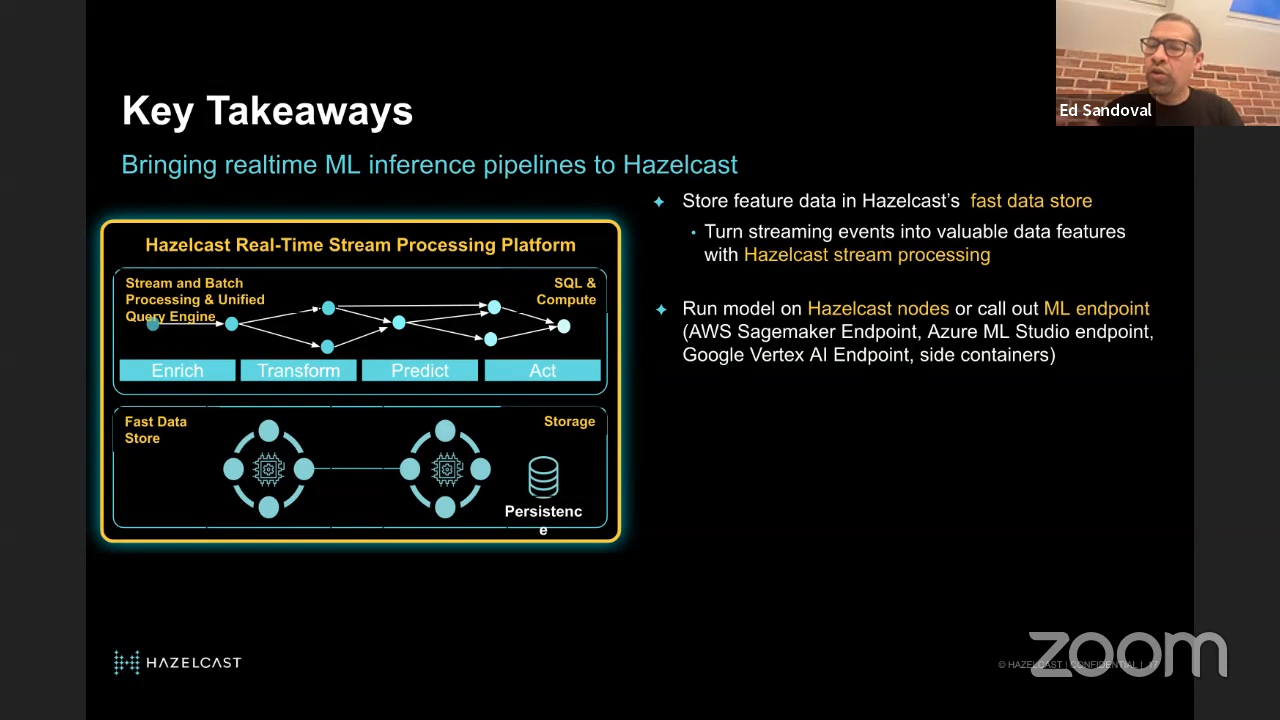 Key Takeaways
Bringing realtime ML inference pipelines to Hazelcast
Hazelcast Real-Time Stream Processing Platform
Stream and Batch
Processing & Unified
Query Engine
SQL &
Compute
Enrich
Transform
Predict
Act
Fast Data
Store
Storage
Persistenc
e
✦ Store feature data in Hazelcast’s fast data store
• Turn streaming events into valuable data features
with Hazelcast stream processing
✦ Run model on Hazelcast nodes or call out ML endpoint
(AWS Sagemaker Endpoint, Azure ML Studio endpoint,
Google Vertex AI Endpoint, side containers)
Ed Sandoval
HAZELCAST
© HAZELCAST | CONFIDENTIAL | 17
zoom